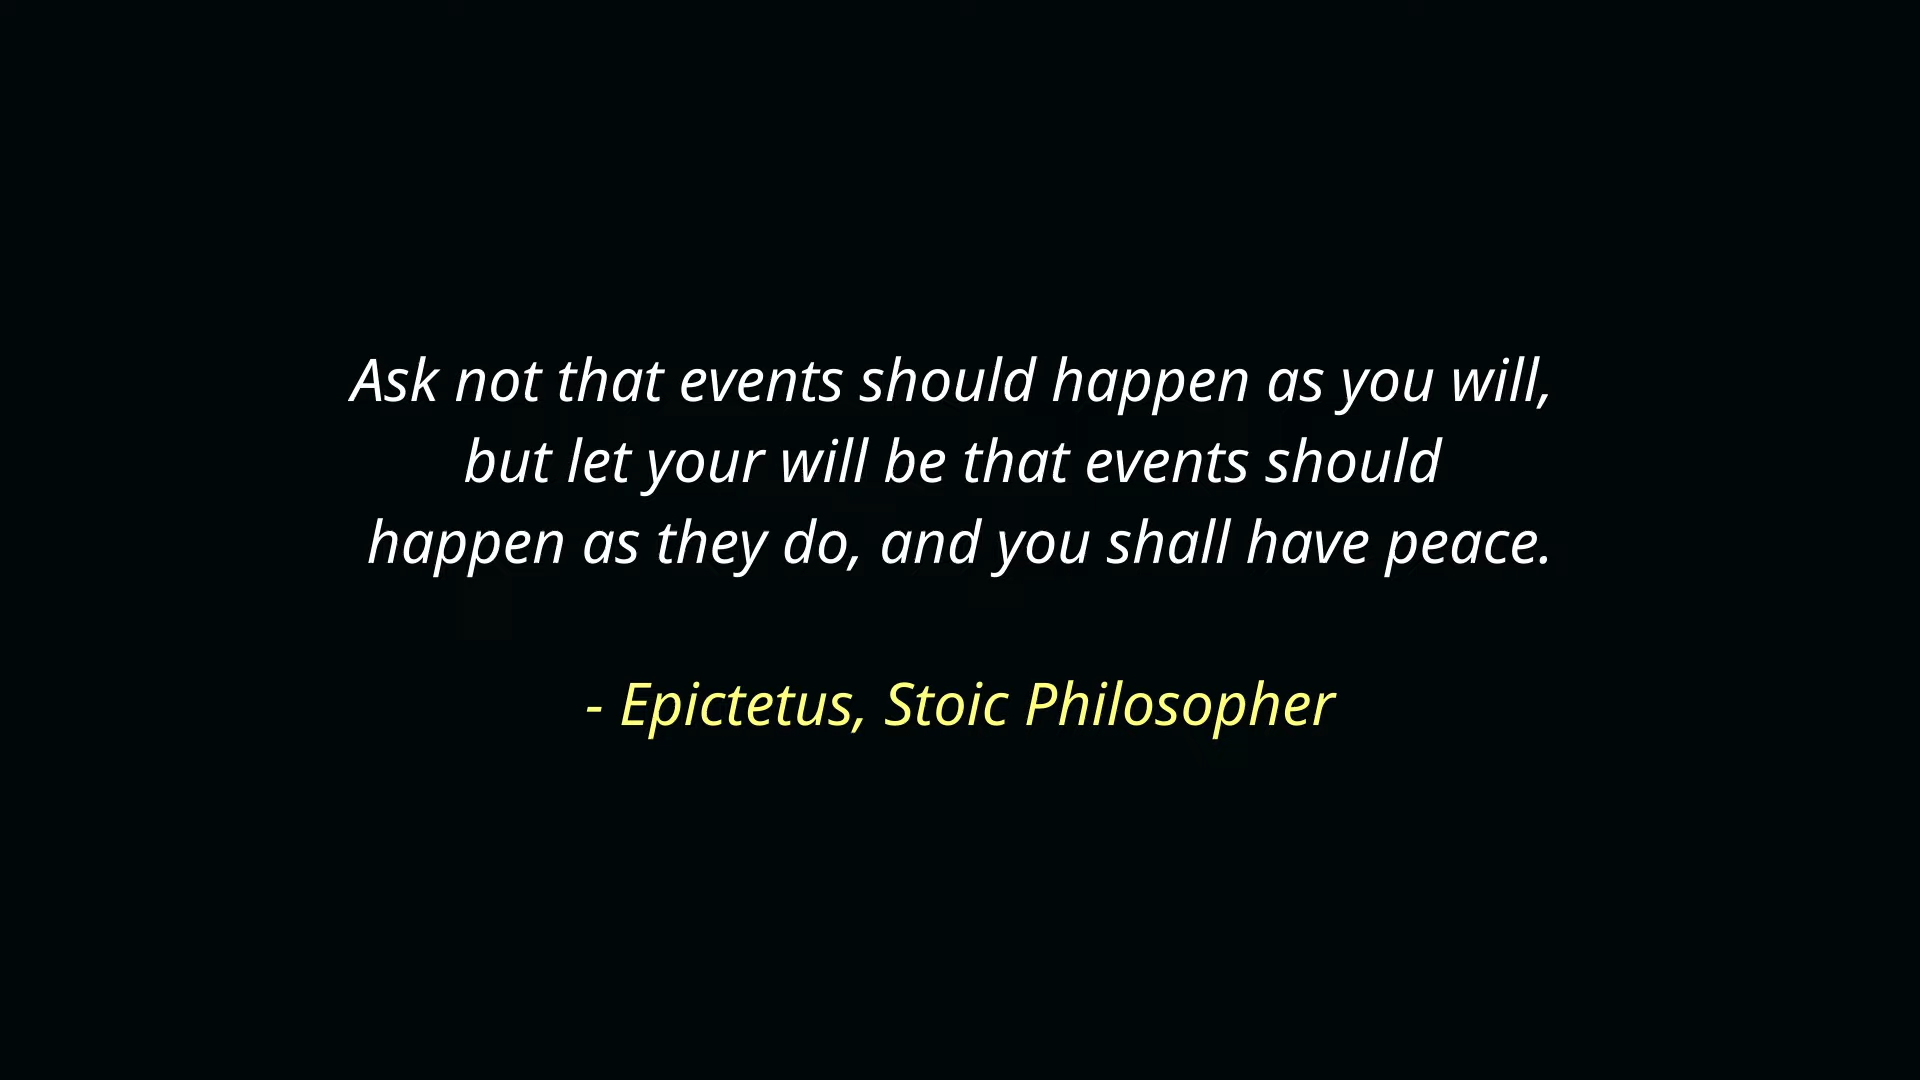 Ask not that events should happen as you will,
but let your will be that events should
happen as they do, and you shall have peace.
- Epictetus, Stoic Philosopher